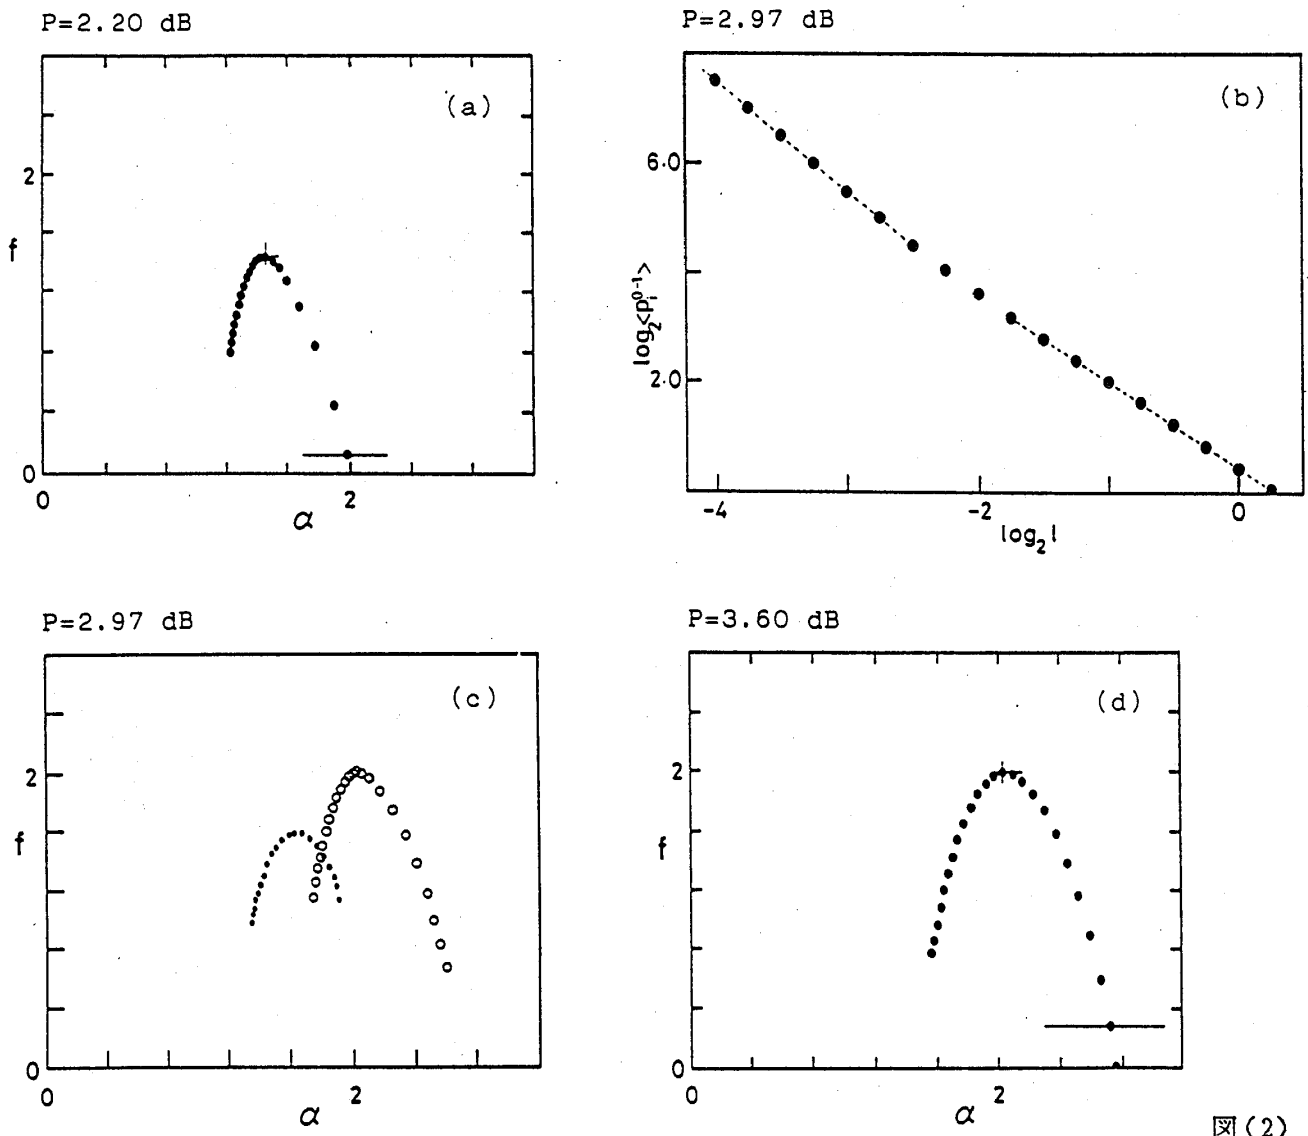 P=2.20 dB
(a)
2
f
0
0
2
α
P=2.97 dB
(b)
6.0
log₂<pᵢ⁰⁻¹>
2.0
-4
-2
0
log₂l
P=2.97 dB
(c)
2
f
0
0
2
α
P=3.60 dB
(d)
2
f
0
0
2
α
図(2)